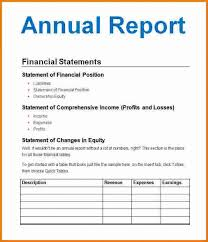 Annual Report
Financial Statements
Statement of Financial Position
• Liabilities
• Statement of Financial Position
• Ownership Equity
Statement of Comprehensive Income (Profits and Losses)
• Income
• Expenses
• Profits
Statement of Changes in Equity
Well, it wouldn't be an annual report without a lot of numbers, right? This section is the place for
all those financial tables.
To get started with a table that looks just like the sample here, on the Insert tab, click Tables,
then choose Quick Tables.
Description Revenue Expenses Earnings